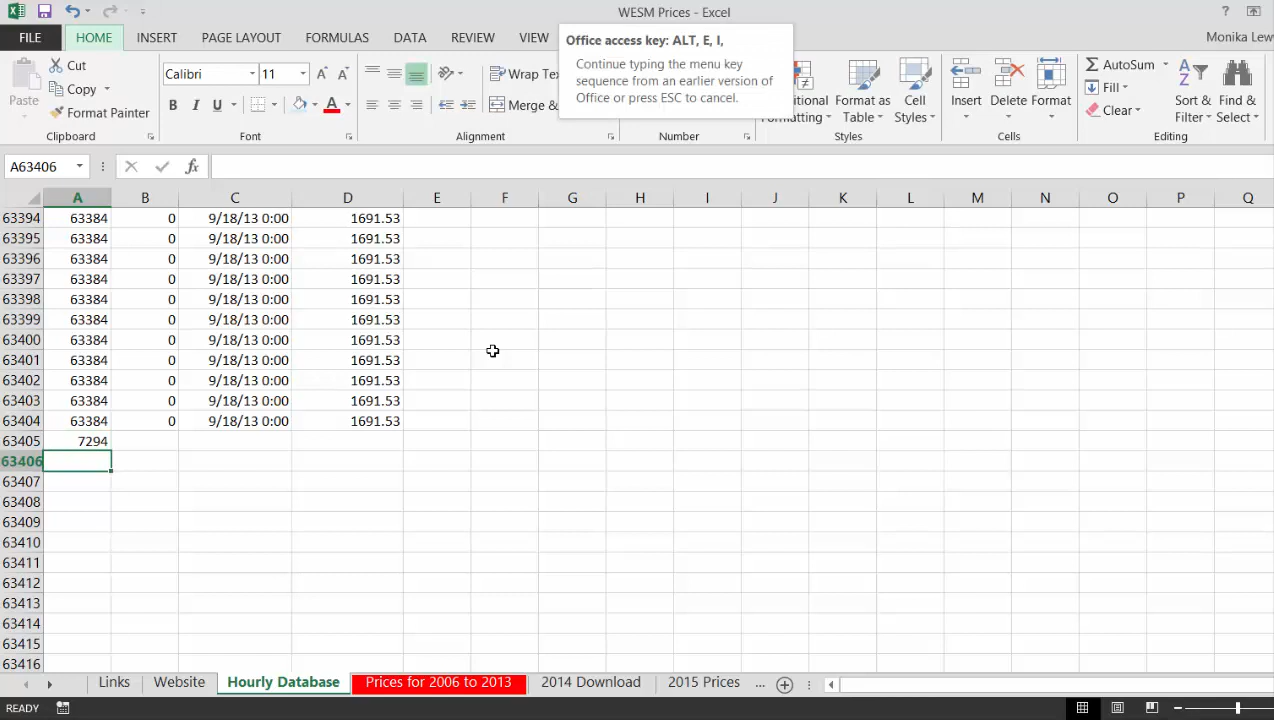 WESM Prices - Excel
?
FILE HOME INSERT PAGE LAYOUT FORMULAS DATA REVIEW VIEW Monika Lew
Office access key: ALT, E, I,
Continue typing the menu key
sequence from an earlier version of
Office or press ESC to cancel.
Paste
Cut
Copy
Format Painter
Clipboard
Calibri 11
B I U
Font
Wrap Tex
Merge &
Alignment
Number
Formatting
Format as
Table
Cell
Styles
Styles
Insert Delete Format
Cells
AutoSum
Fill
Clear
Sort &
Filter
Find &
Select
Editing
A63406 fx
A B C D E F G H I J K L M N O P Q
63394 63384 0 9/18/13 0:00 1691.53
63395 63384 0 9/18/13 0:00 1691.53
63396 63384 0 9/18/13 0:00 1691.53
63397 63384 0 9/18/13 0:00 1691.53
63398 63384 0 9/18/13 0:00 1691.53
63399 63384 0 9/18/13 0:00 1691.53
63400 63384 0 9/18/13 0:00 1691.53
63401 63384 0 9/18/13 0:00 1691.53
63402 63384 0 9/18/13 0:00 1691.53
63403 63384 0 9/18/13 0:00 1691.53
63404 63384 0 9/18/13 0:00 1691.53
63405 7294
63406
63407
63408
63409
63410
63411
63412
63413
63414
63415
63416
Links Website Hourly Database Prices for 2006 to 2013 2014 Download 2015 Prices ...
READY